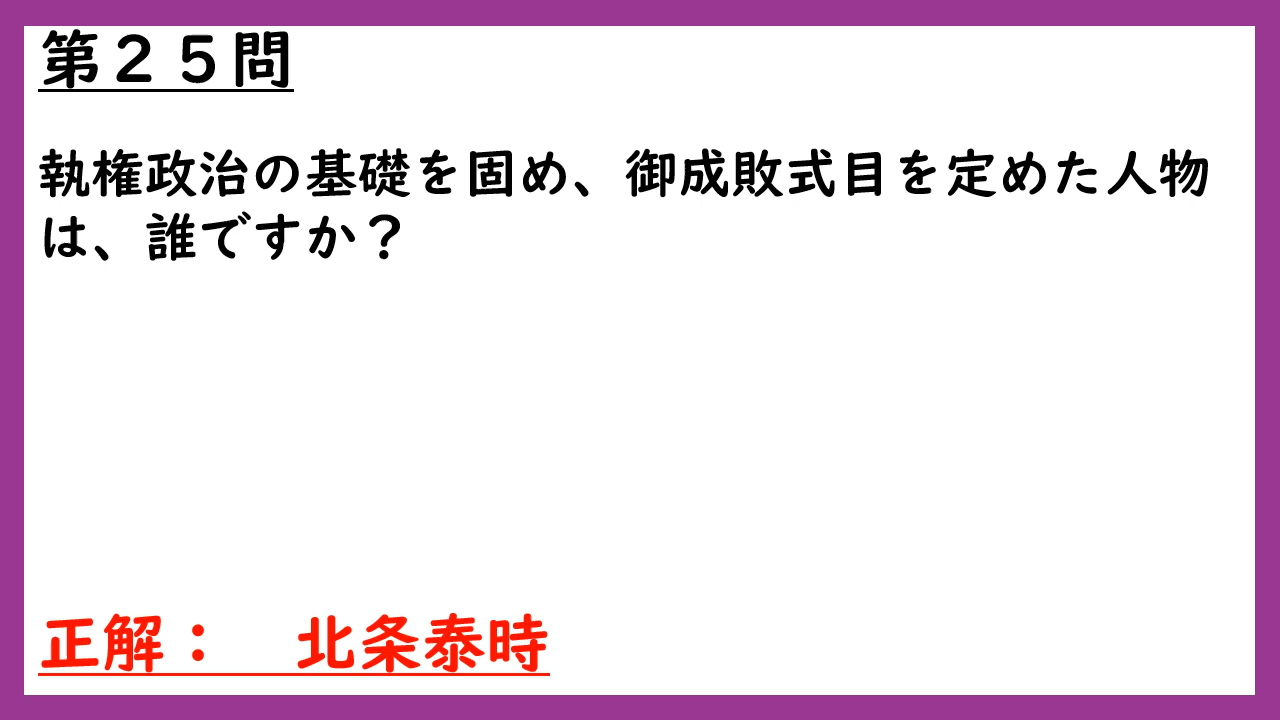 第２５問
執権政治の基礎を固め、御成敗式目を定めた人物
は、誰ですか？
正解：　北条泰時